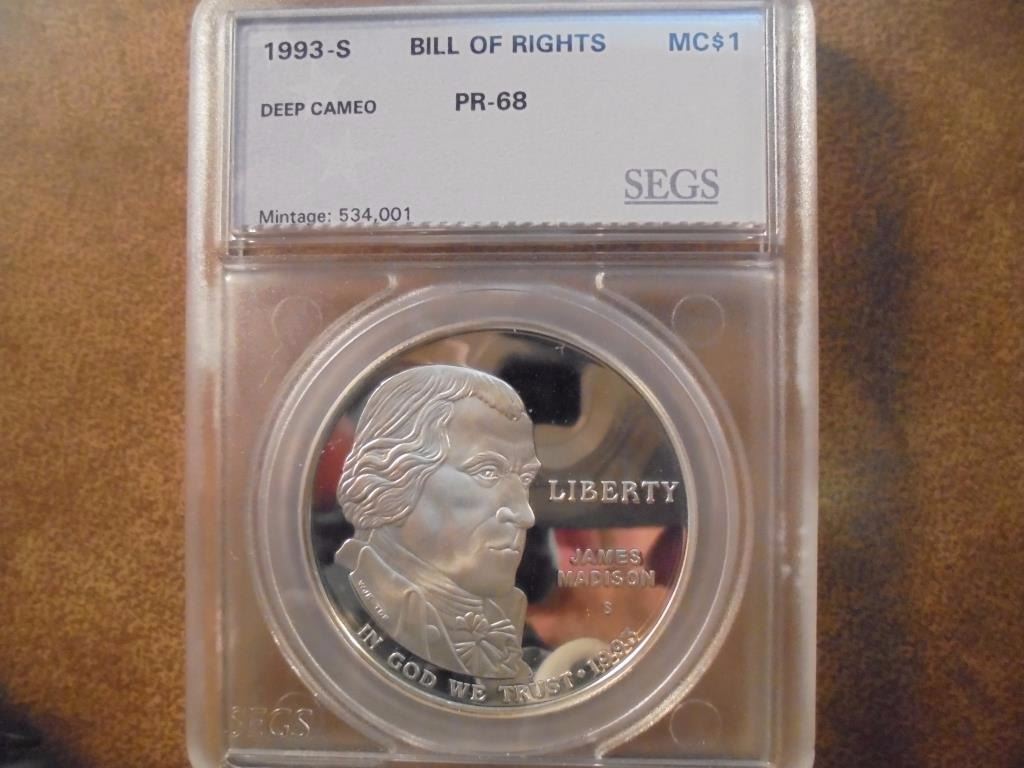 1993-S BILL OF RIGHTS MC$1
DEEP CAMEO PR-68
SEGS
Mintage: 534,001
LIBERTY
JAMES
MADISON
S
IN GOD WE TRUST • 1993
SEGS